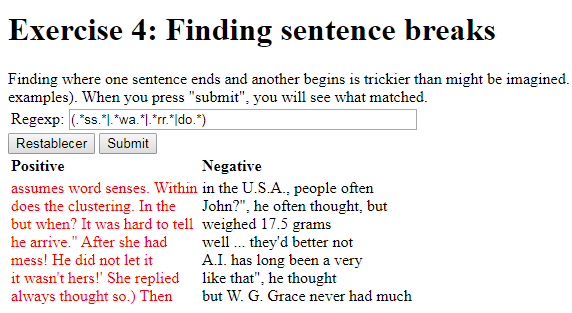 Exercise 4: Finding sentence breaks
Finding where one sentence ends and another begins is trickier than might be imagined.
examples). When you press "submit", you will see what matched.
Regexp: (.*ss.*|.*wa.*|.*rr.*|do.*)
Restablecer Submit
Positive Negative
assumes word senses. Within in the U.S.A., people often
does the clustering. In the John?", he often thought, but
but when? It was hard to tell weighed 17.5 grams
he arrive." After she had well ... they'd better not
mess! He did not let it A.I. has long been a very
it wasn't hers!' She replied like that", he thought
always thought so.) Then but W. G. Grace never had much